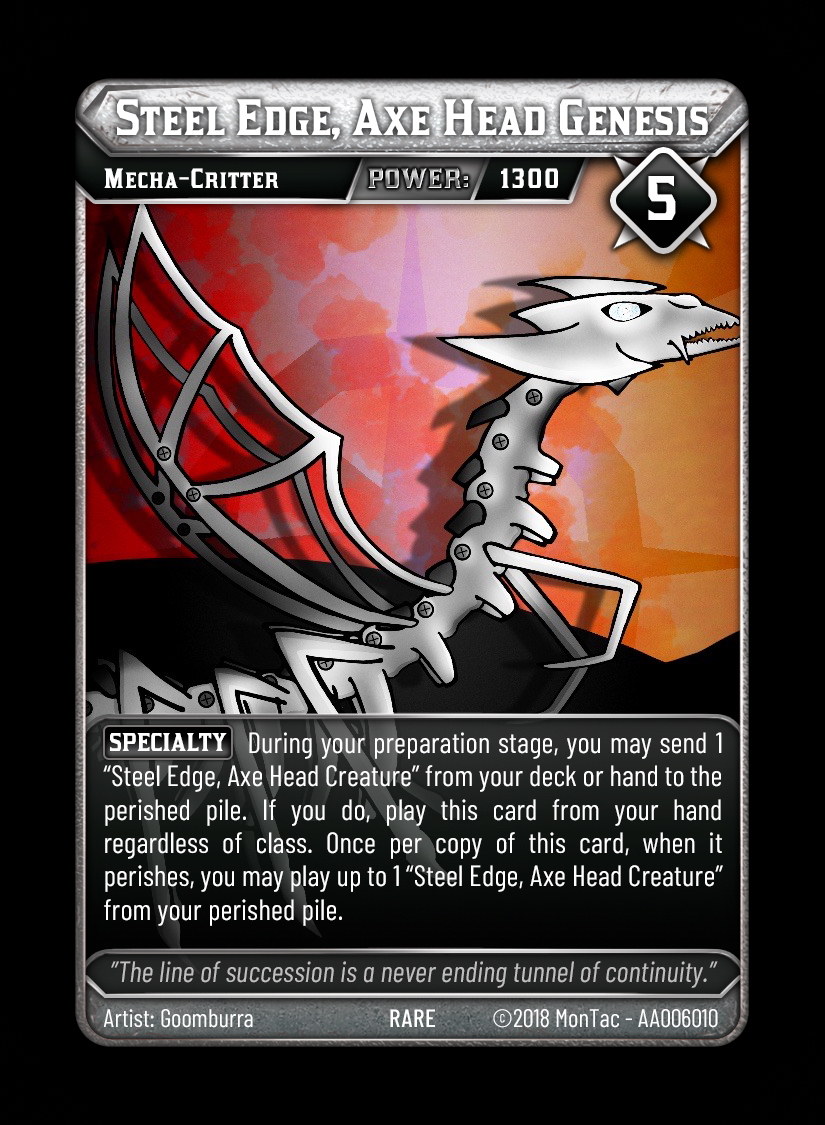 Steel Edge, Axe Head Genesis
Mecha-Critter POWER: 1300
5
SPECIALTY During your preparation stage, you may send 1
“Steel Edge, Axe Head Creature” from your deck or hand to the
perished pile. If you do, play this card from your hand
regardless of class. Once per copy of this card, when it
perishes, you may play up to 1 “Steel Edge, Axe Head Creature”
from your perished pile.
“The line of succession is a never ending tunnel of continuity.”
Artist: Goomburra RARE ©2018 MonTac - AA006010